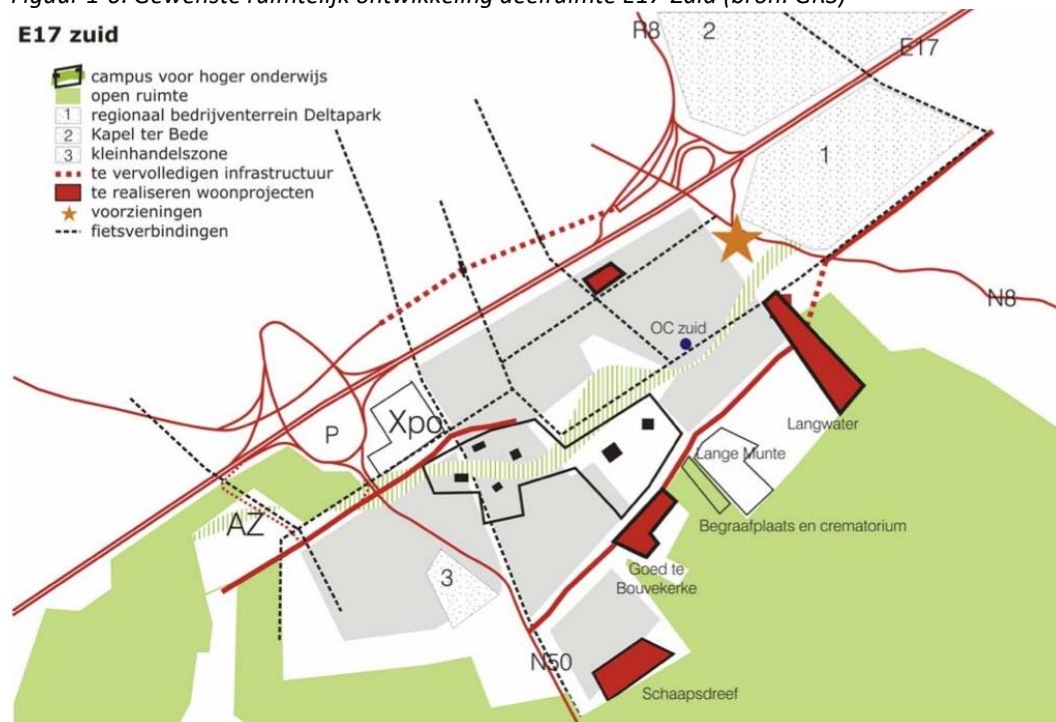 Figuur 1-6: Gewenste ruimtelijk ontwikkeling deelruimte E17-Zuid (bron: GRS)
E17 zuid
campus voor hoger onderwijs
open ruimte
1 regionaal bedrijventerrein Deltapark
2 Kapel ter Bede
3 kleinhandelszone
te vervolledigen infrastructuur
te realiseren woonprojecten
voorzieningen
fietsverbindingen
R8
2
E17
1
N8
OC zuid
Langwater
P
Xpo
Lange Munte
AZ
Begraafplaats en crematorium
3
Goed te
Bouvekerke
N50
Schaapsdreef